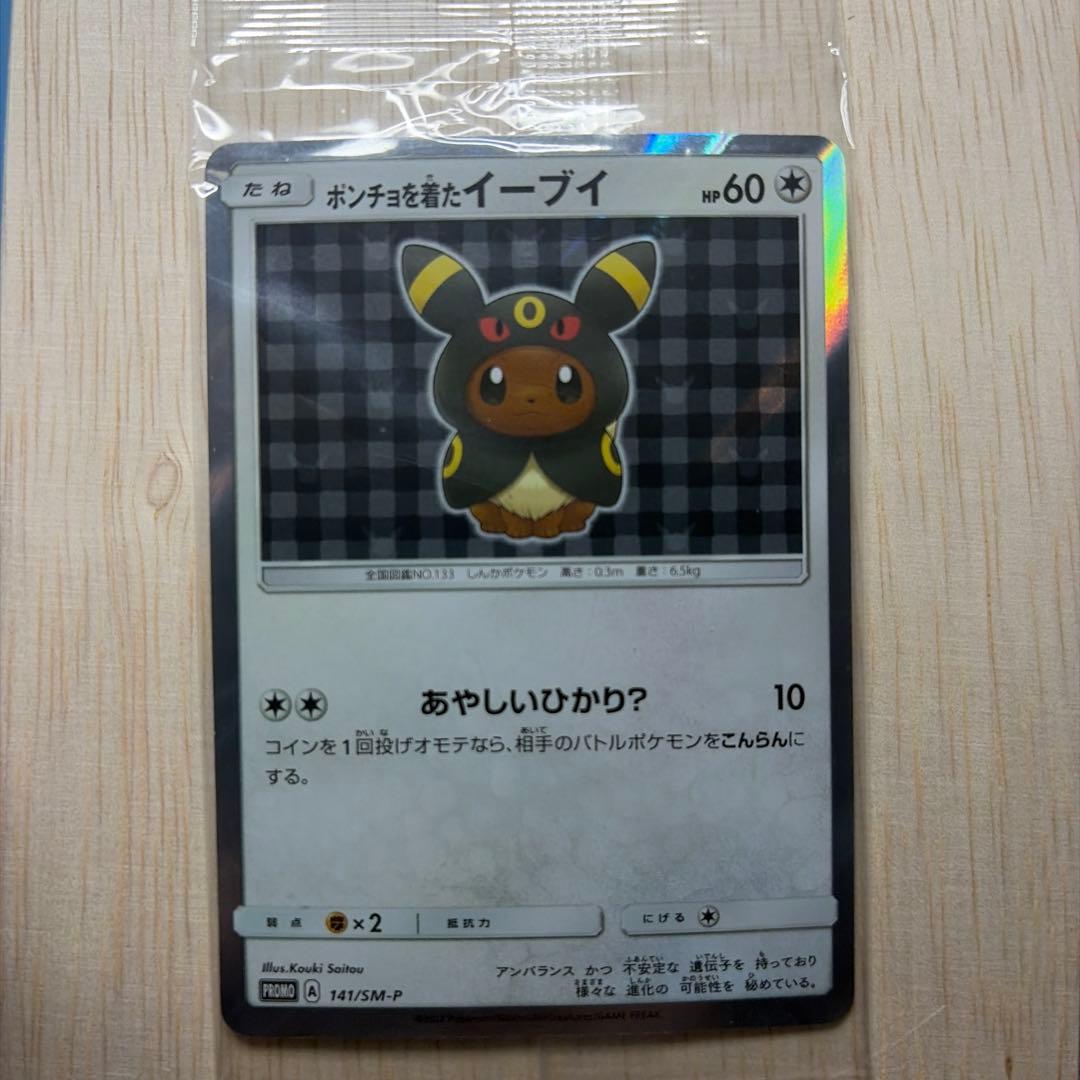 たね ポンチョを着たイーブイ HP60
全国図鑑NO.133 しんかポケモン 高さ:0.3m 重さ:6.5kg
あやしいひかり? 10
コインを1回投げオモテなら、相手のバトルポケモンをこんらんに
する。
弱点 ×2 抵抗力 にげる
Illus.Kouki Saitou
アンバランス かつ 不安定な 遺伝子を 持っており
様々な 進化の 可能性を 秘めている。
PROMO A 141/SM-P